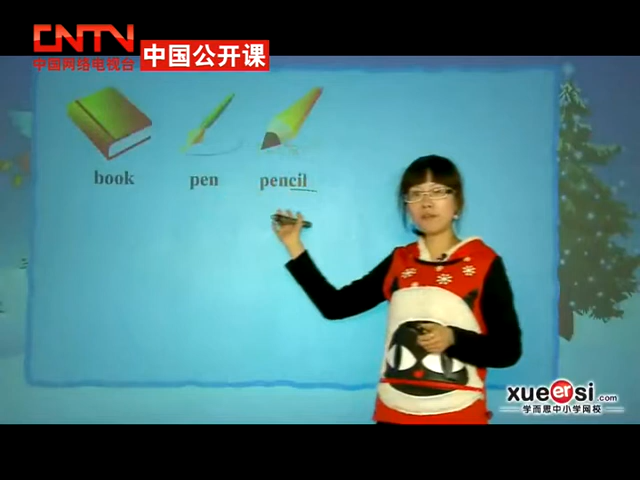 CNTV
中国网络电视台
中国公开课
book
pen
pencil
xueersi.com
学而思中小学网校